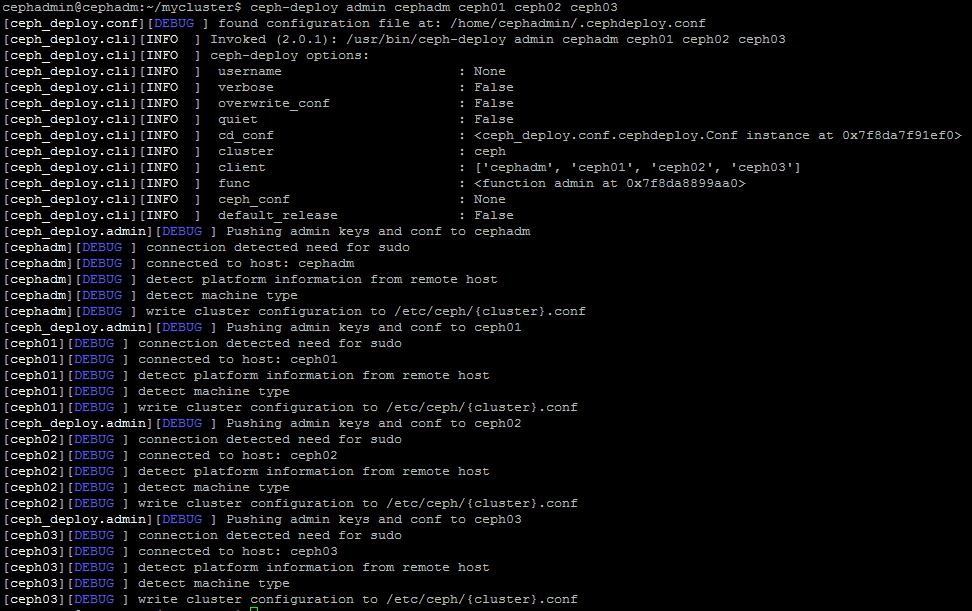 cephadmin@cephadm:~/mycluster$ ceph-deploy admin cephadm ceph01 ceph02 ceph03
[ceph_deploy.conf][DEBUG ] found configuration file at: /home/cephadmin/.cephdeploy.conf
[ceph_deploy.cli][INFO  ] Invoked (2.0.1): /usr/bin/ceph-deploy admin cephadm ceph01 ceph02 ceph03
[ceph_deploy.cli][INFO  ] ceph-deploy options:
[ceph_deploy.cli][INFO  ]  username                      : None
[ceph_deploy.cli][INFO  ]  verbose                       : False
[ceph_deploy.cli][INFO  ]  overwrite_conf                : False
[ceph_deploy.cli][INFO  ]  quiet                         : False
[ceph_deploy.cli][INFO  ]  cd_conf                       : <ceph_deploy.conf.cephdeploy.Conf instance at 0x7f8da7f91ef0>
[ceph_deploy.cli][INFO  ]  cluster                       : ceph
[ceph_deploy.cli][INFO  ]  client                        : ['cephadm', 'ceph01', 'ceph02', 'ceph03']
[ceph_deploy.cli][INFO  ]  func                          : <function admin at 0x7f8da8899aa0>
[ceph_deploy.cli][INFO  ]  ceph_conf                     : None
[ceph_deploy.cli][INFO  ]  default_release               : False
[ceph_deploy.admin][DEBUG ] Pushing admin keys and conf to cephadm
[cephadm][DEBUG ] connection detected need for sudo
[cephadm][DEBUG ] connected to host: cephadm
[cephadm][DEBUG ] detect platform information from remote host
[cephadm][DEBUG ] detect machine type
[cephadm][DEBUG ] write cluster configuration to /etc/ceph/{cluster}.conf
[ceph_deploy.admin][DEBUG ] Pushing admin keys and conf to ceph01
[ceph01][DEBUG ] connection detected need for sudo
[ceph01][DEBUG ] connected to host: ceph01
[ceph01][DEBUG ] detect platform information from remote host
[ceph01][DEBUG ] detect machine type
[ceph01][DEBUG ] write cluster configuration to /etc/ceph/{cluster}.conf
[ceph_deploy.admin][DEBUG ] Pushing admin keys and conf to ceph02
[ceph02][DEBUG ] connection detected need for sudo
[ceph02][DEBUG ] connected to host: ceph02
[ceph02][DEBUG ] detect platform information from remote host
[ceph02][DEBUG ] detect machine type
[ceph02][DEBUG ] write cluster configuration to /etc/ceph/{cluster}.conf
[ceph_deploy.admin][DEBUG ] Pushing admin keys and conf to ceph03
[ceph03][DEBUG ] connection detected need for sudo
[ceph03][DEBUG ] connected to host: ceph03
[ceph03][DEBUG ] detect platform information from remote host
[ceph03][DEBUG ] detect machine type
[ceph03][DEBUG ] write cluster configuration to /etc/ceph/{cluster}.conf